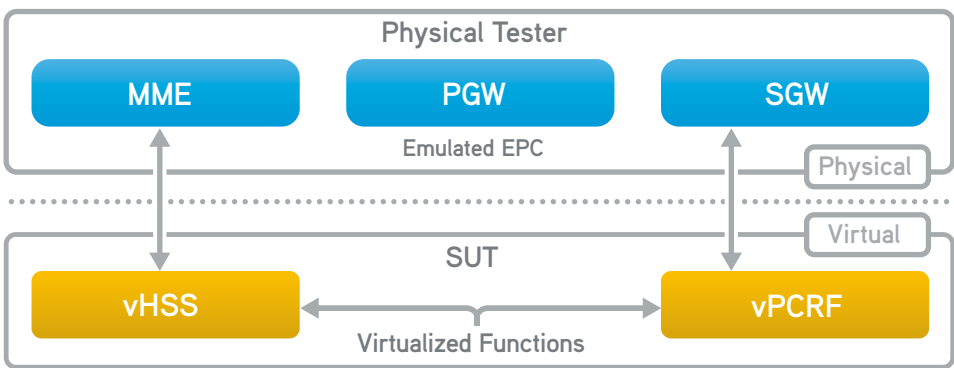 Physical Tester
MME
PGW
SGW
Emulated EPC
Physical
Virtual
SUT
vHSS
vPCRF
Virtualized Functions